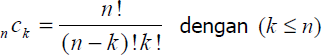 ₙcₖ = n! / ((n − k)! k!) dengan (k ≤ n)